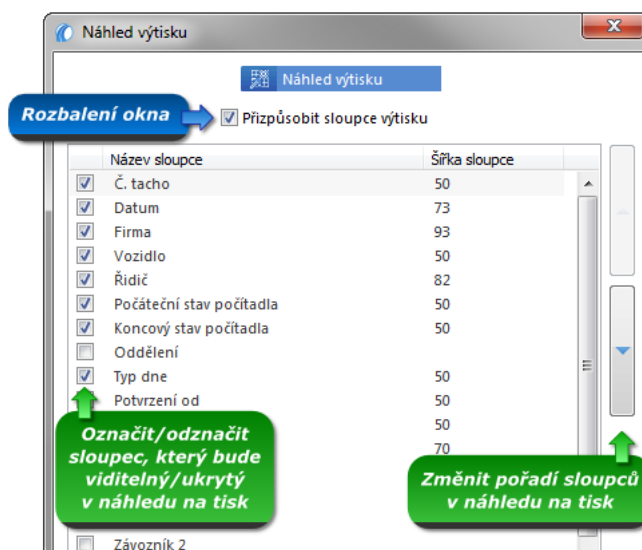 Náhled výtisku
Náhled výtisku
Rozbalení okna
Přizpůsobit sloupce výtisku
Název sloupce Šířka sloupce
Č. tacho 50
Datum 73
Firma 93
Vozidlo 50
Řidič 82
Počáteční stav počítadla 50
Koncový stav počítadla 50
Oddělení
Typ dne 50
Potvrzení od 50
50
70
Označit/odznačit
sloupec, který bude
viditelný/ukrytý
v náhledu na tisk
Změnit pořadí sloupců
v náhledu na tisk
Závozník 2